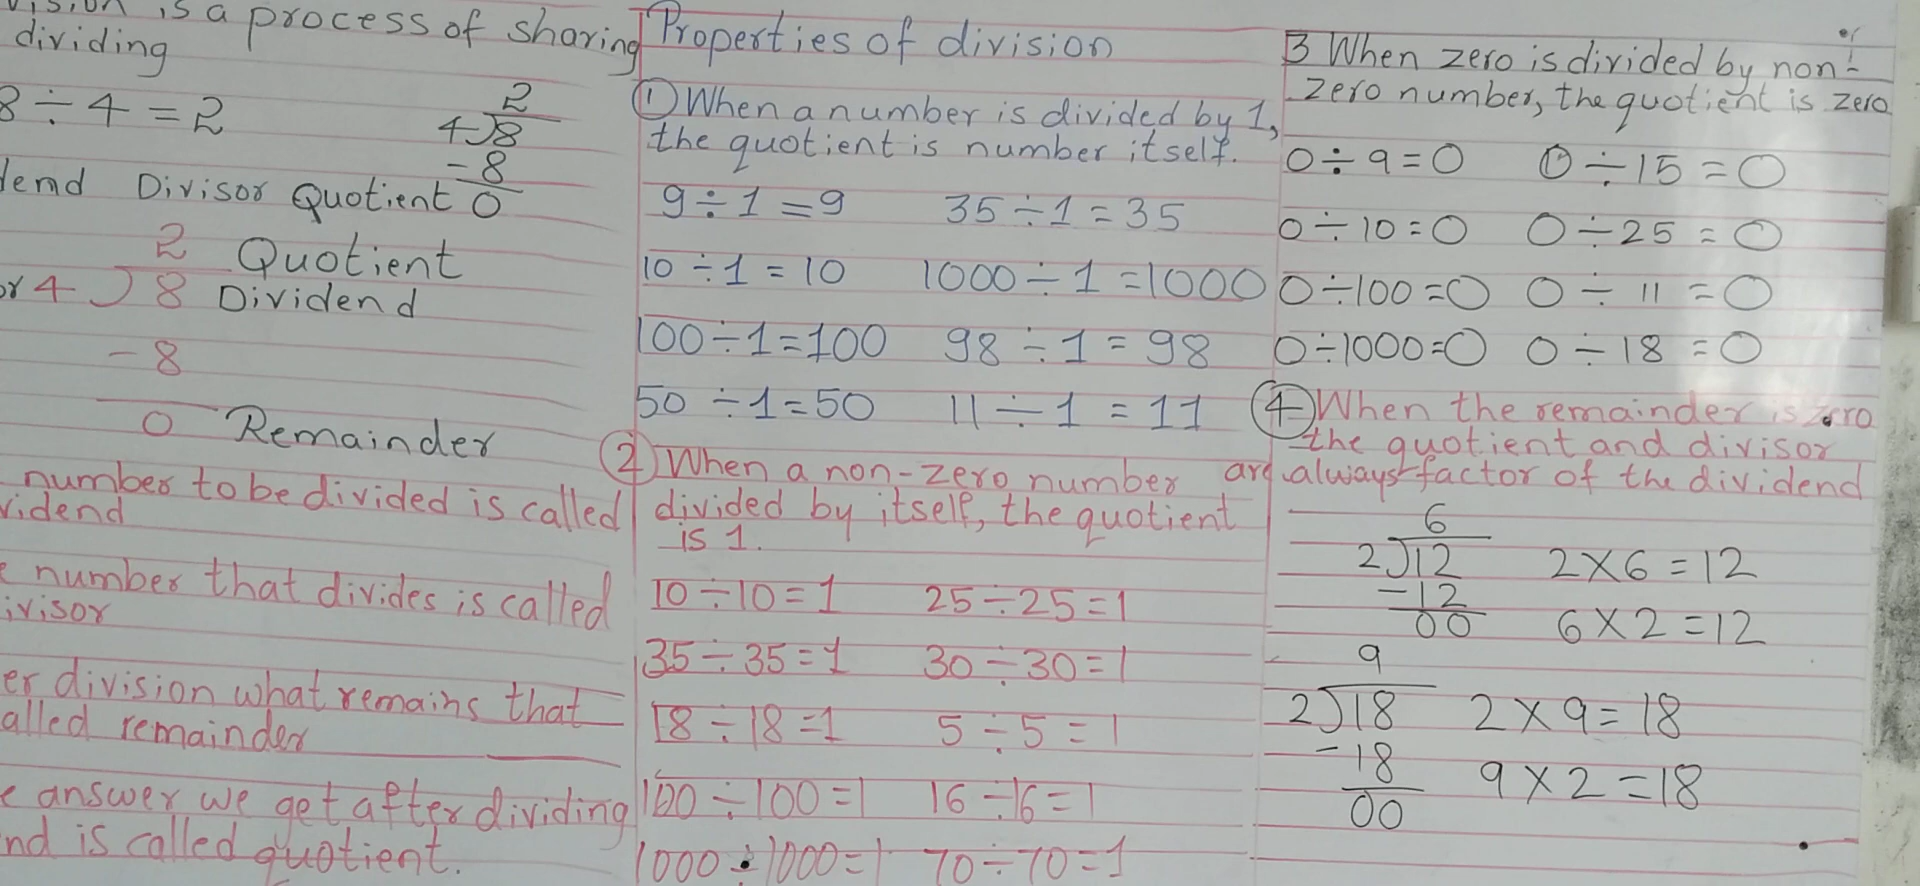 is a process of sharing
dividing
8 ÷ 4 = 2
2
4)8
-8
0
Divisor Quotient
2 Quotient
4)8 Dividend
-8
0 Remainder
number to be divided is called
number that divides is called
division what remains that
remainder
answer we get after dividing
is called quotient.
Properties of division
① When a number is divided by 1,
the quotient is number itself.
9 ÷ 1 = 9 35 ÷ 1 = 35
10 ÷ 1 = 10 1000 ÷ 1 = 1000
100 ÷ 1 = 100 98 ÷ 1 = 98
50 ÷ 1 = 50 11 ÷ 1 = 11
② When a non-zero number
divided by itself, the quotient
is 1.
10 ÷ 10 = 1 25 ÷ 25 = 1
35 ÷ 35 = 1 30 ÷ 30 = 1
18 ÷ 18 = 1 5 ÷ 5 = 1
100 ÷ 100 = 1 16 ÷ 16 = 1
1000 ÷ 1000 = 1 70 ÷ 70 = 1
3 When zero is divided by non-
zero number, the quotient is zero
0 ÷ 9 = 0 0 ÷ 15 = 0
0 ÷ 10 = 0 0 ÷ 25 = 0
0 ÷ 100 = 0 0 ÷ 11 = 0
0 ÷ 1000 = 0 0 ÷ 18 = 0
④ When the remainder is zero
the quotient and divisor
are always factor of the dividend
6
2)12 2 X 6 = 12
-12
00 6 X 2 = 12
9
2)18 2 X 9 = 18
-18
00 9 X 2 = 18